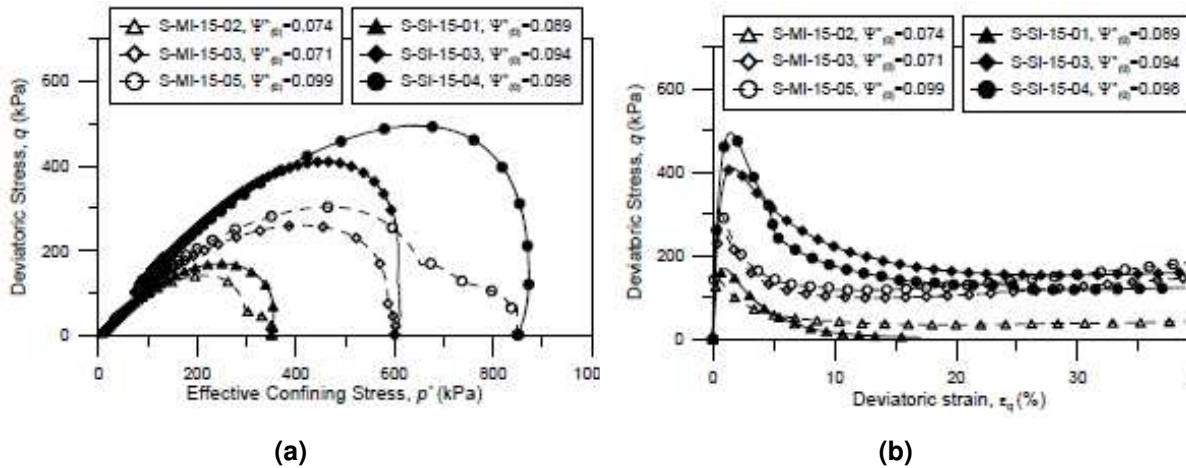 S-MI-15-02, Ψ*(0)=0.074
S-MI-15-03, Ψ*(0)=0.071
S-MI-15-05, Ψ*(0)=0.099
S-SI-15-01, Ψ*(0)=0.089
S-SI-15-03, Ψ*(0)=0.094
S-SI-15-04, Ψ*(0)=0.098
Deviatoric Stress, q (kPa)
600
400
200
0
0 200 400 600 800 100
Effective Confining Stress, p' (kPa)
(a)
S-MI-15-02, Ψ*(0)=0.074
S-MI-15-03, Ψ*(0)=0.071
S-MI-15-05, Ψ*(0)=0.099
S-SI-15-01, Ψ*(0)=0.089
S-SI-15-03, Ψ*(0)=0.094
S-SI-15-04, Ψ*(0)=0.098
Deviatoric Stress, q (kPa)
600
400
200
0
0 10 20 30
Deviatoric strain, εq (%)
(b)